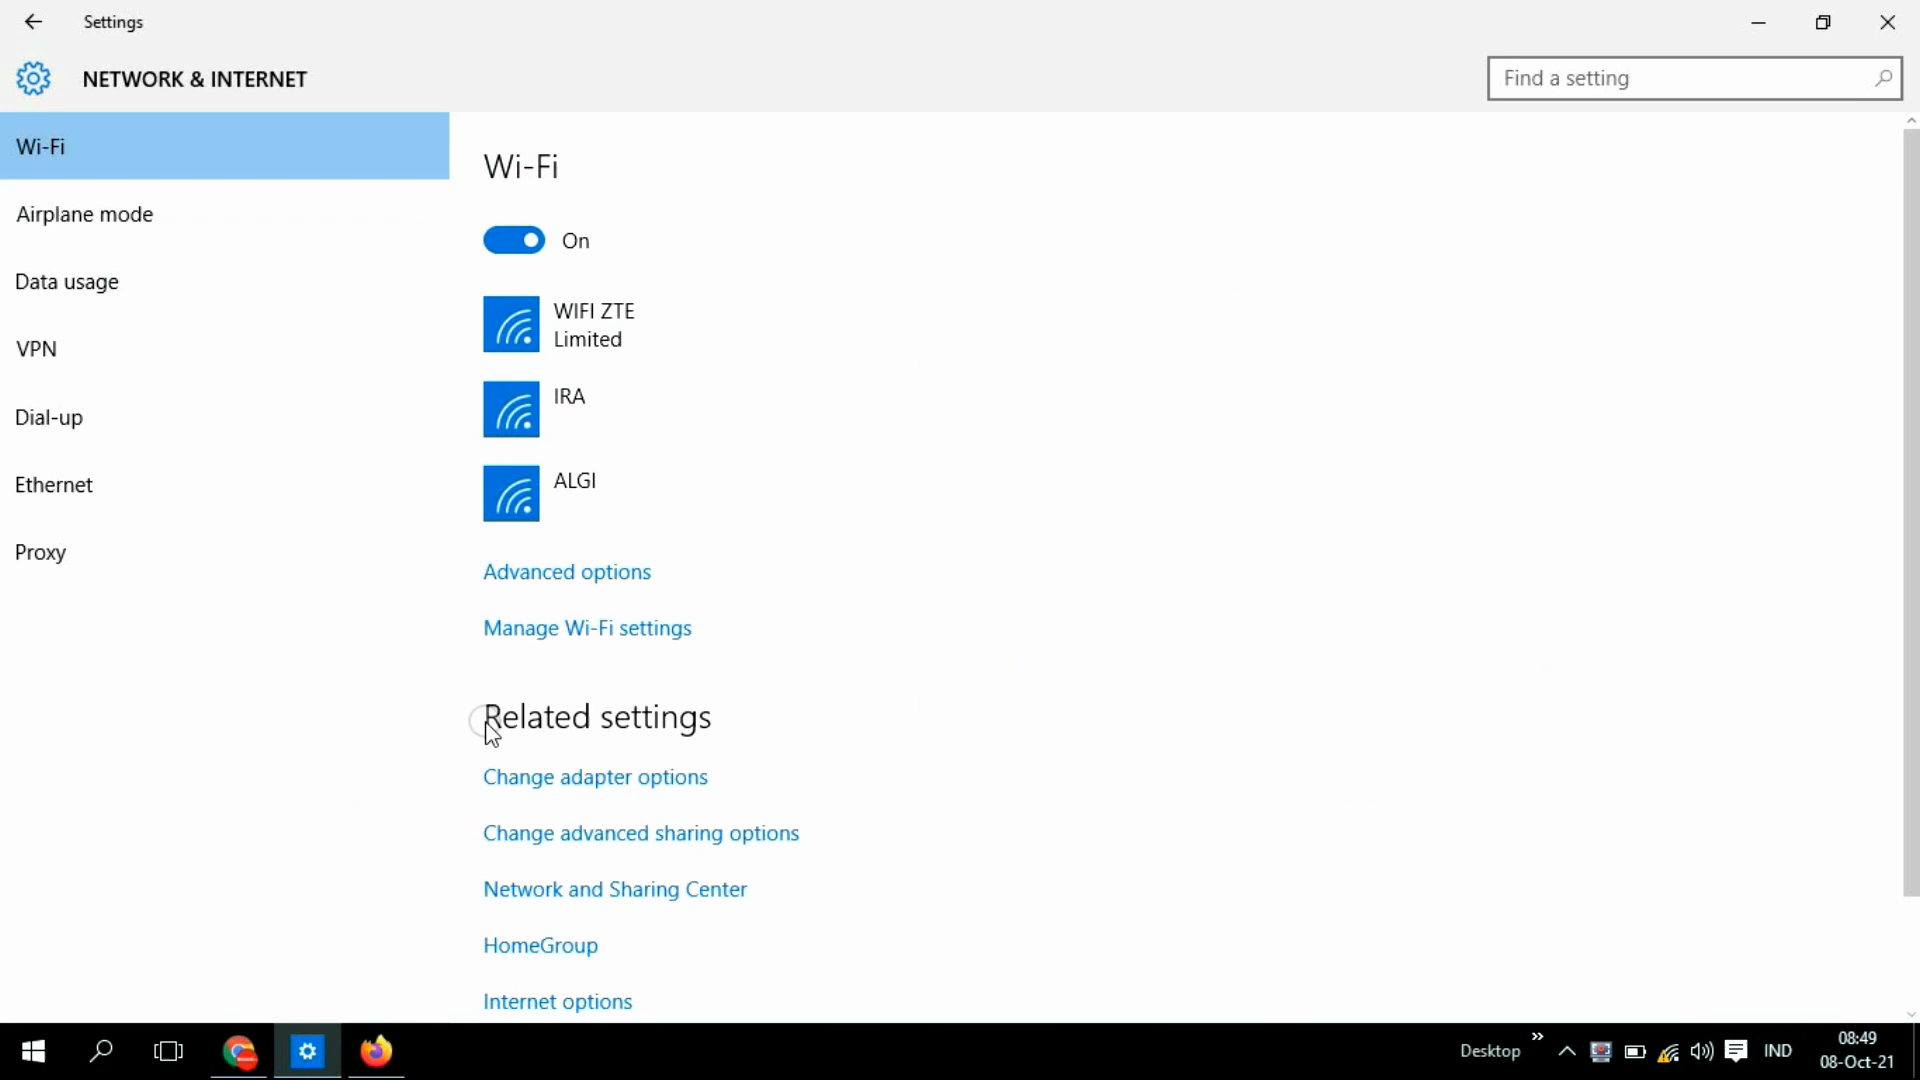 Settings
NETWORK & INTERNET
Find a setting
Wi-Fi
Airplane mode
Data usage
VPN
Dial-up
Ethernet
Proxy
Wi-Fi
On
WIFI ZTE
Limited
IRA
ALGI
Advanced options
Manage Wi-Fi settings
Related settings
Change adapter options
Change advanced sharing options
Network and Sharing Center
HomeGroup
Internet options
Desktop
IND
08:49
08-Oct-21